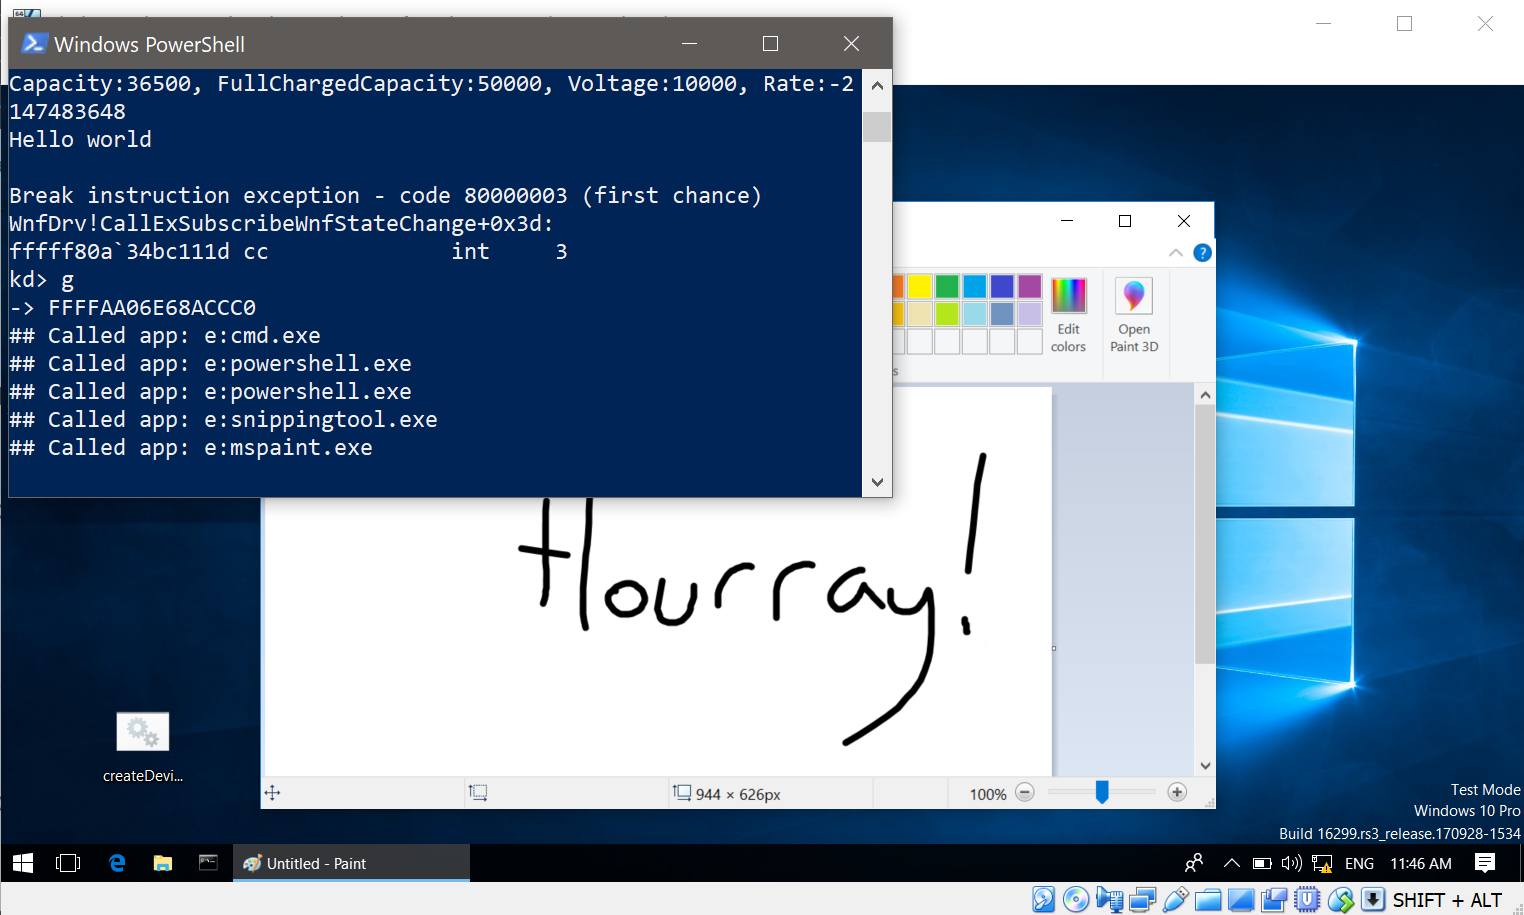 Windows PowerShell
Capacity:36500, FullChargedCapacity:50000, Voltage:10000, Rate:-2
147483648
Hello world
Break instruction exception - code 80000003 (first chance)
WnfDrv!CallExSubscribeWnfStateChange+0x3d:
fffff80a`34bc111d cc int 3
kd> g
-> FFFFAA06E68ACCC0
## Called app: e:cmd.exe
## Called app: e:powershell.exe
## Called app: e:powershell.exe
## Called app: e:snippingtool.exe
## Called app: e:mspaint.exe
Edit
colors
Open
Paint 3D
Hourray!
createDevi...
944 × 626px
100%
Test Mode
Windows 10 Pro
Build 16299.rs3_release.170928-1534
Untitled - Paint
ENG
11:46 AM
SHIFT + ALT